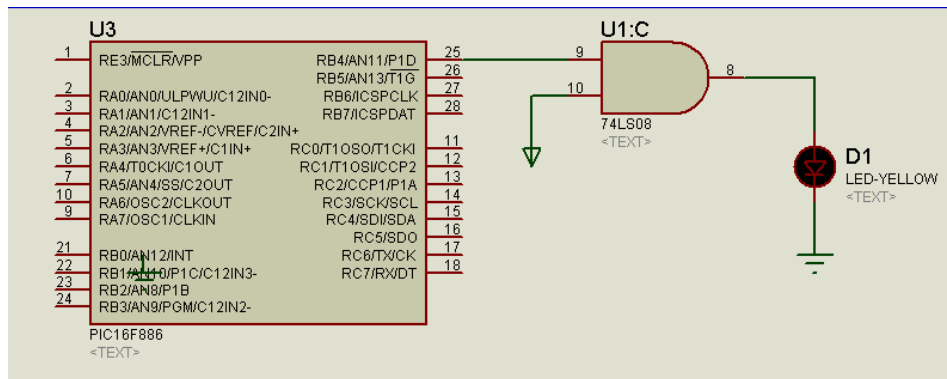 U3
1 RE3/MCLR/VPP
2 RA0/AN0/ULPWU/C12IN0-
3 RA1/AN1/C12IN1-
4 RA2/AN2/VREF-/CVREF/C2IN+
5 RA3/AN3/VREF+/C1IN+
6 RA4/T0CKI/C1OUT
7 RA5/AN4/SS/C2OUT
10 RA6/OSC2/CLKOUT
9 RA7/OSC1/CLKIN
21 RB0/AN12/INT
22 RB1/AN10/P1C/C12IN3-
23 RB2/AN8/P1B
24 RB3/AN9/PGM/C12IN2-
RB4/AN11/P1D 25
RB5/AN13/T1G 26
RB6/ICSPCLK 27
RB7/ICSPDAT 28
RC0/T1OSO/T1CKI 11
RC1/T1OSI/CCP2 12
RC2/CCP1/P1A 13
RC3/SCK/SCL 14
RC4/SDI/SDA 15
RC5/SDO 16
RC6/TX/CK 17
RC7/RX/DT 18
PIC16F886
<TEXT>
U1:C
9
10
8
74LS08
<TEXT>
D1
LED-YELLOW
<TEXT>